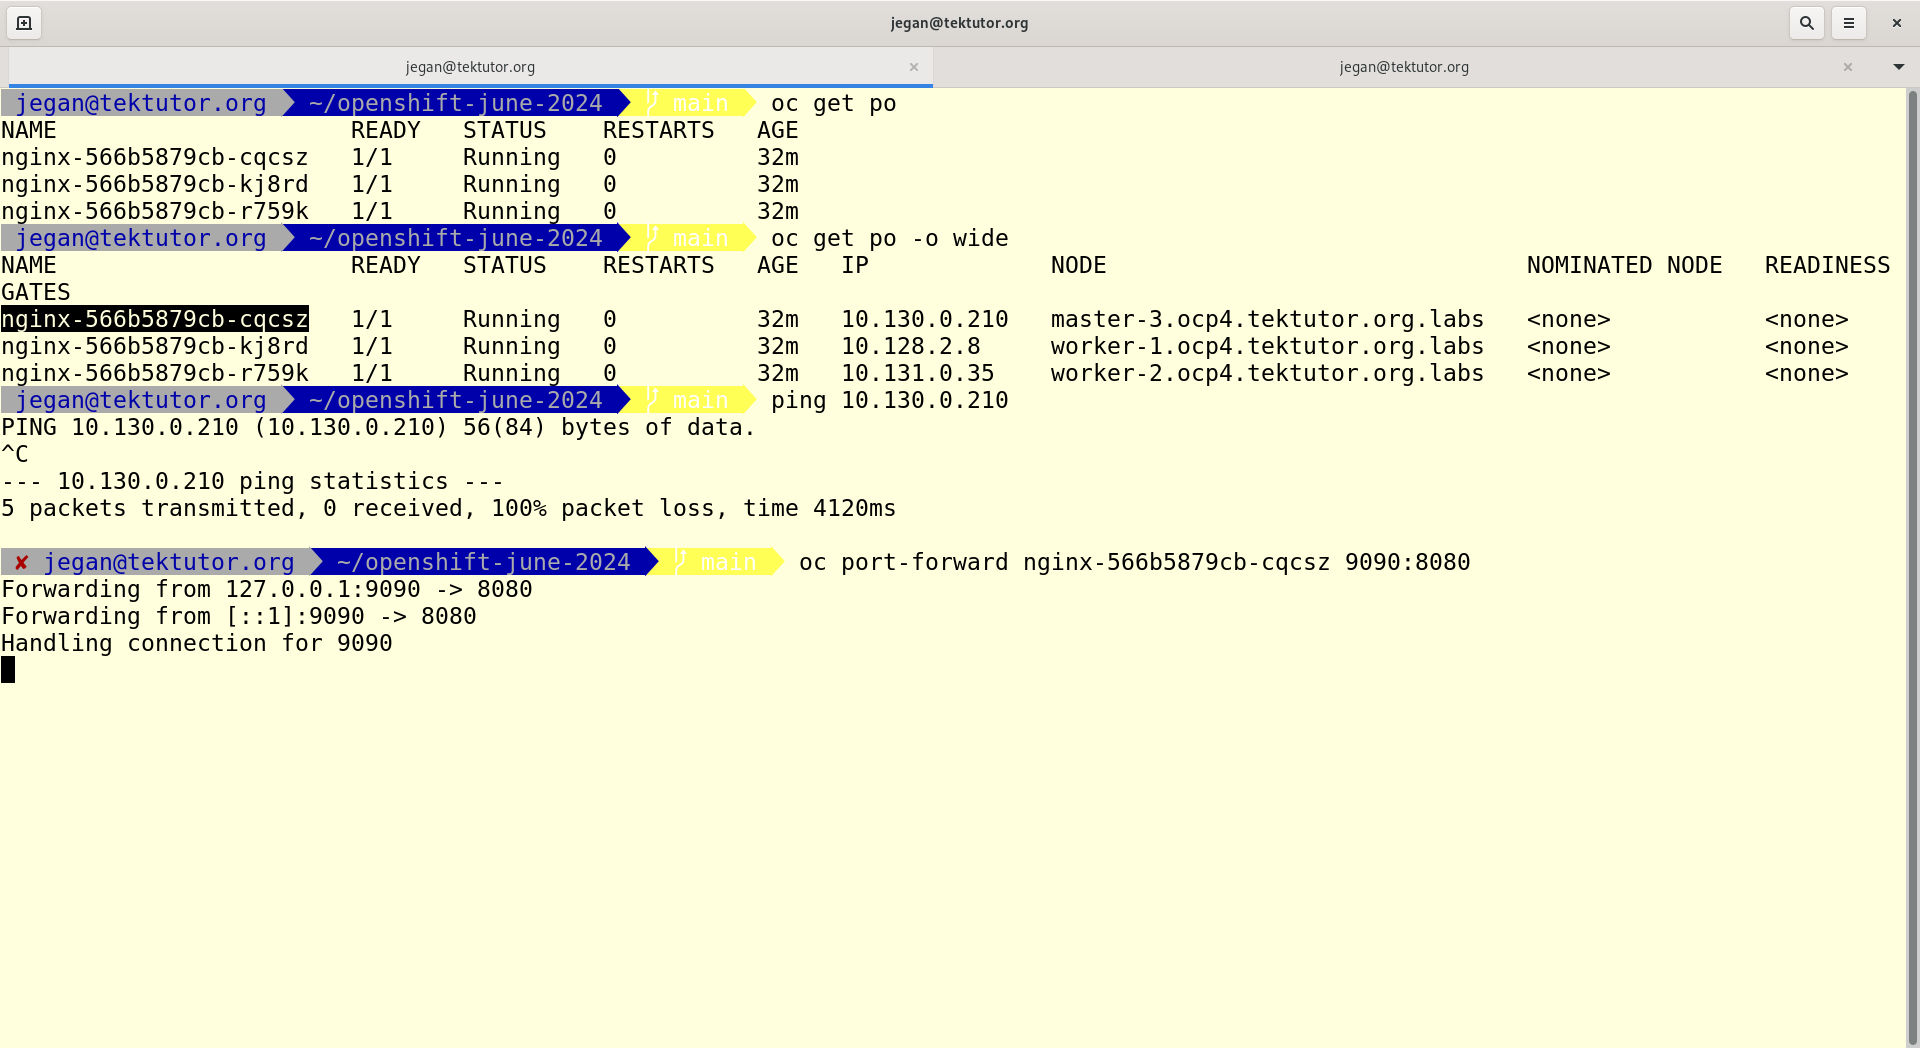 jegan@tektutor.org
jegan@tektutor.org jegan@tektutor.org
jegan@tektutor.org ~/openshift-june-2024 main oc get po
NAME READY STATUS RESTARTS AGE
nginx-566b5879cb-cqcsz 1/1 Running 0 32m
nginx-566b5879cb-kj8rd 1/1 Running 0 32m
nginx-566b5879cb-r759k 1/1 Running 0 32m
jegan@tektutor.org ~/openshift-june-2024 main oc get po -o wide
NAME READY STATUS RESTARTS AGE IP NODE NOMINATED NODE READINESS
GATES
nginx-566b5879cb-cqcsz 1/1 Running 0 32m 10.130.0.210 master-3.ocp4.tektutor.org.labs <none> <none>
nginx-566b5879cb-kj8rd 1/1 Running 0 32m 10.128.2.8 worker-1.ocp4.tektutor.org.labs <none> <none>
nginx-566b5879cb-r759k 1/1 Running 0 32m 10.131.0.35 worker-2.ocp4.tektutor.org.labs <none> <none>
jegan@tektutor.org ~/openshift-june-2024 main ping 10.130.0.210
PING 10.130.0.210 (10.130.0.210) 56(84) bytes of data.
^C
--- 10.130.0.210 ping statistics ---
5 packets transmitted, 0 received, 100% packet loss, time 4120ms
✘ jegan@tektutor.org ~/openshift-june-2024 main oc port-forward nginx-566b5879cb-cqcsz 9090:8080
Forwarding from 127.0.0.1:9090 -> 8080
Forwarding from [::1]:9090 -> 8080
Handling connection for 9090